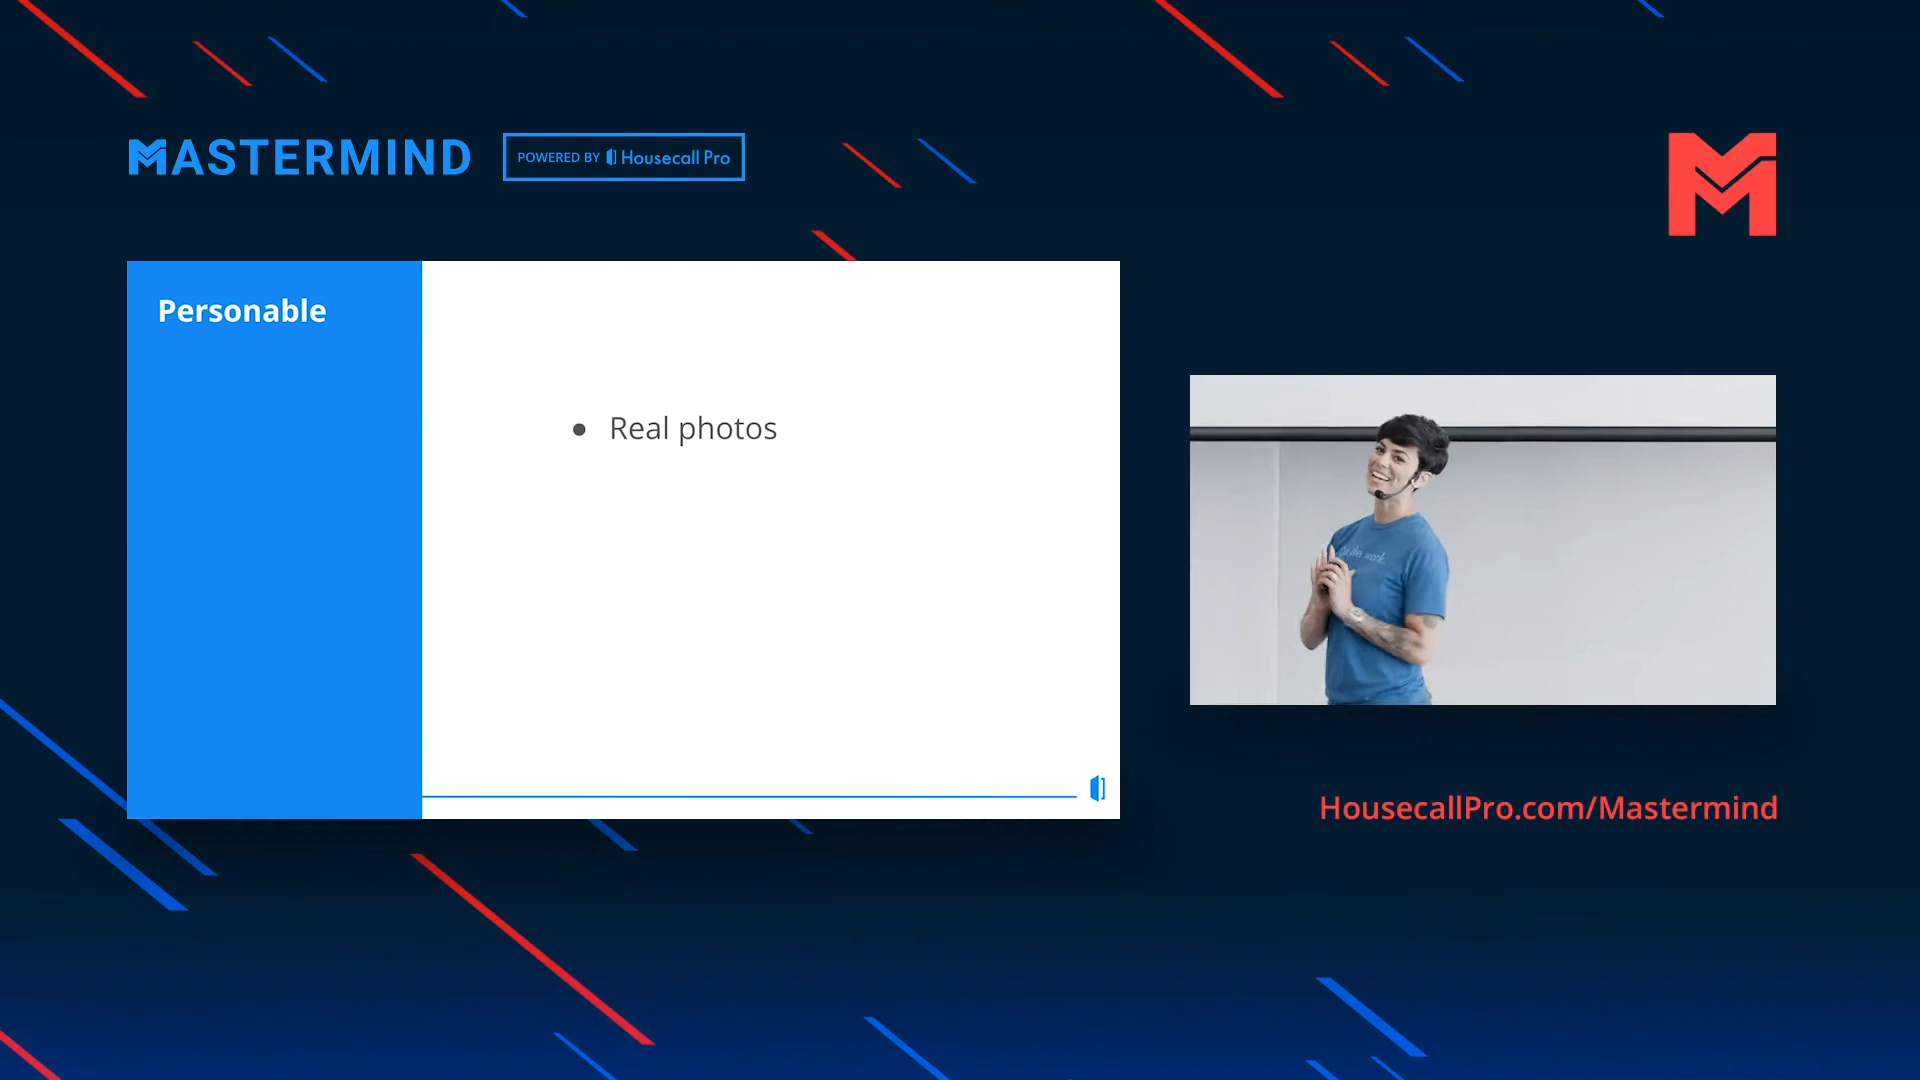 MASTERMIND
POWERED BY Housecall Pro
Personable
• Real photos
HousecallPro.com/Mastermind